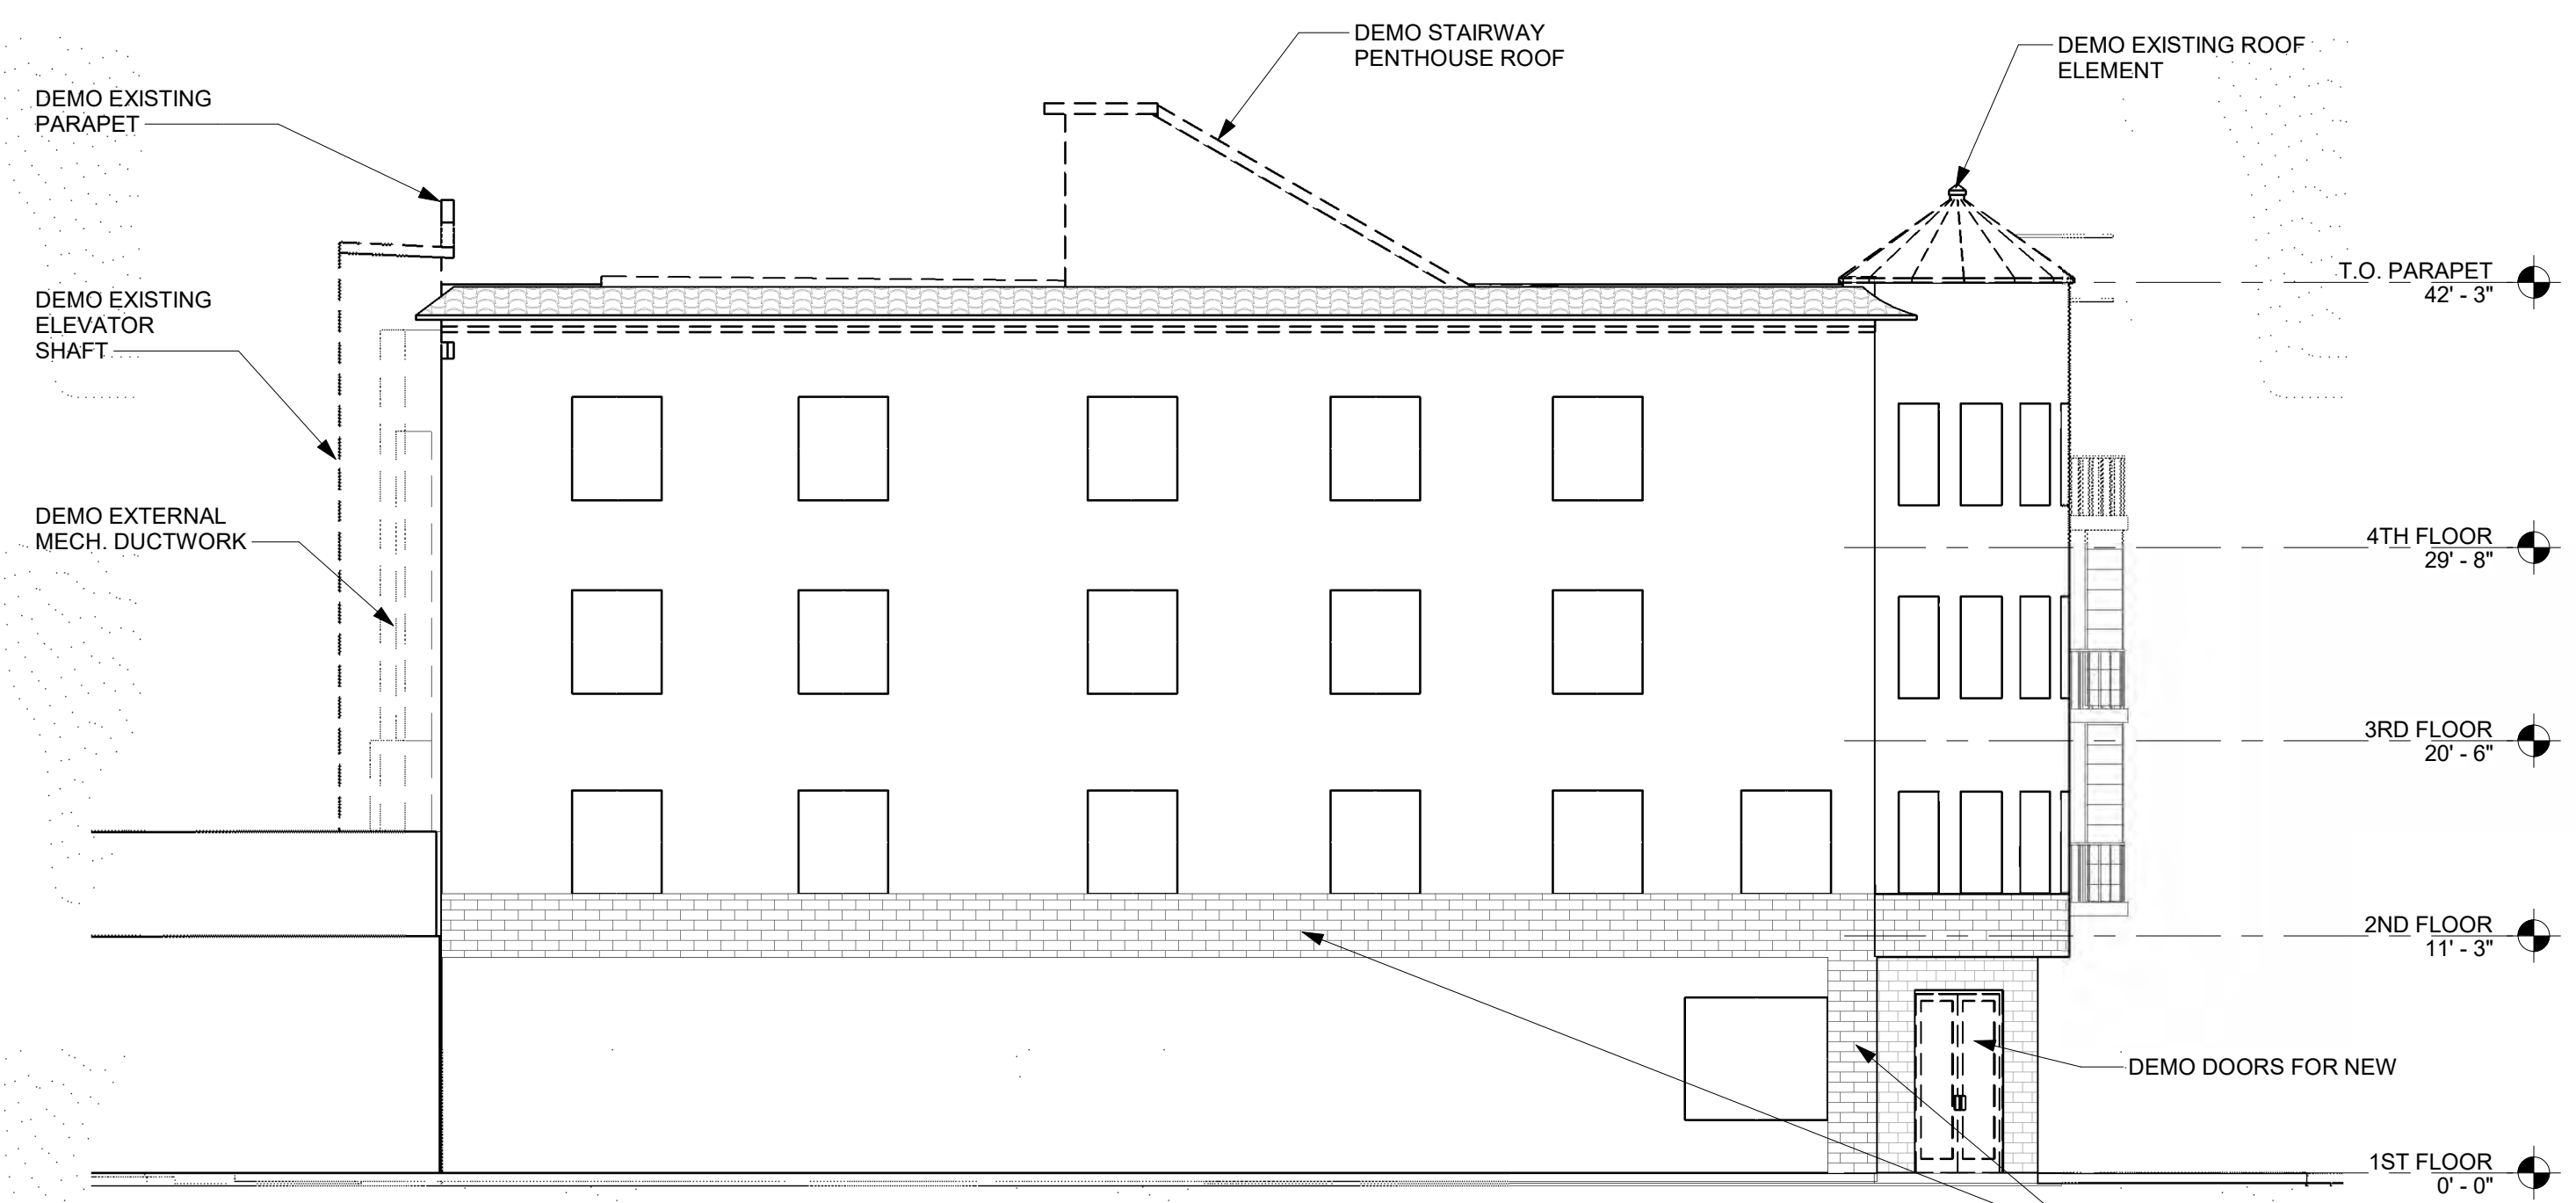 DEMO STAIRWAY
PENTHOUSE ROOF
DEMO EXISTING ROOF
ELEMENT
DEMO EXISTING
PARAPET
T.O. PARAPET
42' - 3"
DEMO EXISTING
ELEVATOR
SHAFT
DEMO EXTERNAL
MECH. DUCTWORK
4TH FLOOR
29' - 8"
3RD FLOOR
20' - 6"
2ND FLOOR
11' - 3"
DEMO DOORS FOR NEW
1ST FLOOR
0' - 0"